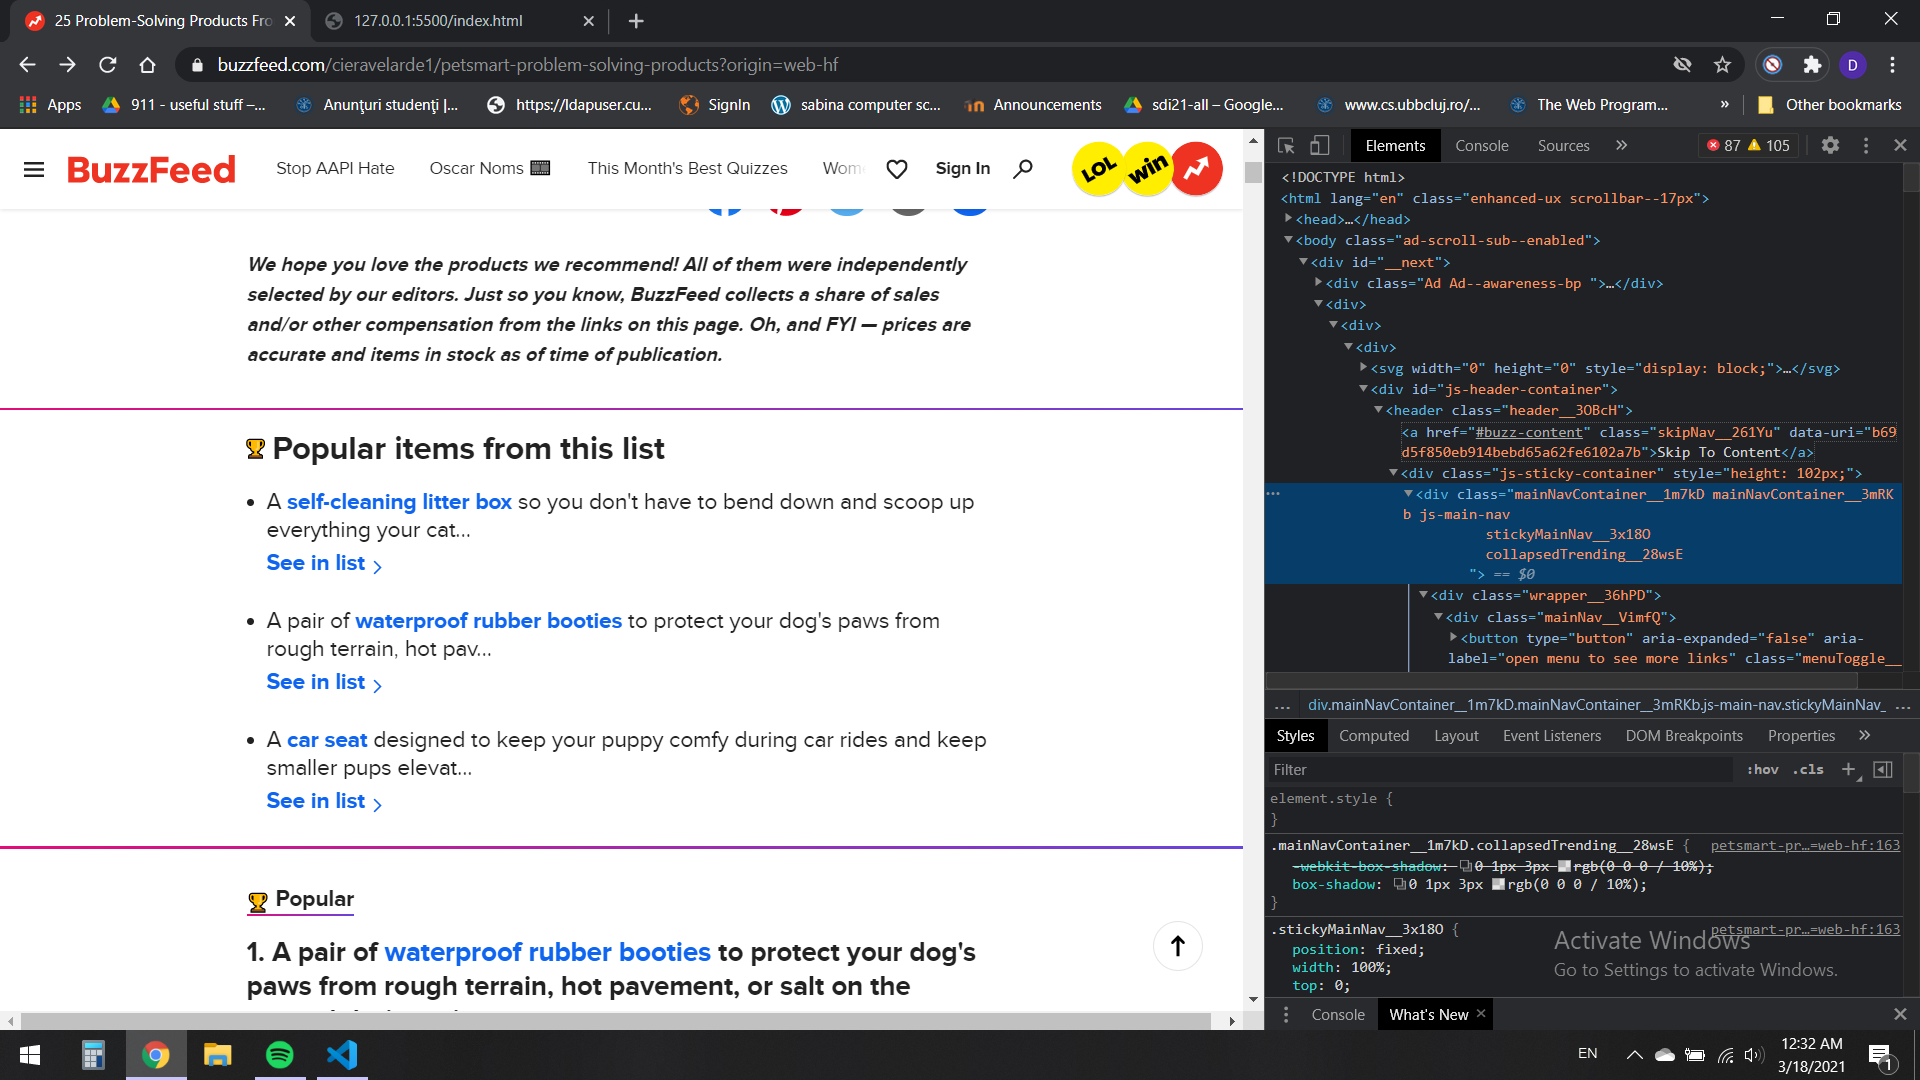 25 Problem-Solving Products Fro
127.0.0.1:5500/index.html
buzzfeed.com/cieravelarde1/petsmart-problem-solving-products?origin=web-hf
D
Apps
911 - useful stuff –...
Anunţuri studenţi |...
https://ldapuser.cu...
SignIn
sabina computer sc...
Announcements
sdi21-all – Google...
www.cs.ubbcluj.ro/...
The Web Program...
»
Other bookmarks
BuzzFeed
Stop AAPI Hate
Oscar Noms
This Month's Best Quizzes
Wom
Sign In
LOL
win
We hope you love the products we recommend! All of them were independently
selected by our editors. Just so you know, BuzzFeed collects a share of sales
and/or other compensation from the links on this page. Oh, and FYI — prices are
accurate and items in stock as of time of publication.
🏆 Popular items from this list
• A self-cleaning litter box so you don't have to bend down and scoop up
everything your cat...
See in list >
• A pair of waterproof rubber booties to protect your dog's paws from
rough terrain, hot pav...
See in list >
• A car seat designed to keep your puppy comfy during car rides and keep
smaller pups elevat...
See in list >
🏆 Popular
1. A pair of waterproof rubber booties to protect your dog's
paws from rough terrain, hot pavement, or salt on the
Elements
Console
Sources
»
87
105
<!DOCTYPE html>
<html lang="en" class="enhanced-ux scrollbar--17px">
<head>…</head>
<body class="ad-scroll-sub--enabled">
<div id="__next">
<div class="Ad Ad--awareness-bp ">…</div>
<div>
<div>
<div>
<svg width="0" height="0" style="display: block;">…</svg>
<div id="js-header-container">
<header class="header__3OBcH">
<a href="#buzz-content" class="skipNav__261Yu" data-uri="b69
d5f850eb914bebd65a62fe6102a7b">Skip To Content</a>
<div class="js-sticky-container" style="height: 102px;">
<div class="mainNavContainer__1m7kD mainNavContainer__3mRK
b js-main-nav
stickyMainNav__3x18O
collapsedTrending__28wsE
"> == $0
<div class="wrapper__36hPD">
<div class="mainNav__VimfQ">
<button type="button" aria-expanded="false" aria-
label="open menu to see more links" class="menuToggle__
... div.mainNavContainer__1m7kD.mainNavContainer__3mRKb.js-main-nav.stickyMainNav_ ...
Styles
Computed
Layout
Event Listeners
DOM Breakpoints
Properties
»
Filter
:hov .cls +
element.style {
}
.mainNavContainer__1m7kD.collapsedTrending__28wsE { petsmart-pr…=web-hf:163
-webkit-box-shadow: 0 1px 3px rgb(0 0 0 / 10%);
box-shadow: 0 1px 3px rgb(0 0 0 / 10%);
}
.stickyMainNav__3x18O { petsmart-pr…=web-hf:163
position: fixed;
width: 100%;
top: 0;
Activate Windows
Go to Settings to activate Windows.
Console
What's New
EN
12:32 AM
3/18/2021
1